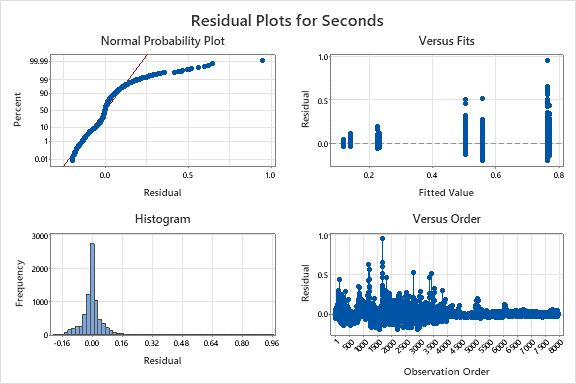 Residual Plots for Seconds
Normal Probability Plot
99.99
99
90
50
10
1
0.01
Percent
0.0
0.5
1.0
Residual
Versus Fits
1.0
0.5
0.0
Residual
0.2
0.4
0.6
0.8
Fitted Value
Histogram
3000
2000
1000
0
Frequency
-0.16 0.00 0.16 0.32 0.48 0.64 0.80 0.96
Residual
Versus Order
1.0
0.5
0.0
Residual
1 500 1000 1500 2000 2500 3000 3500 4000 4500 5000 5500 6000 6500 7000 7500 8000
Observation Order